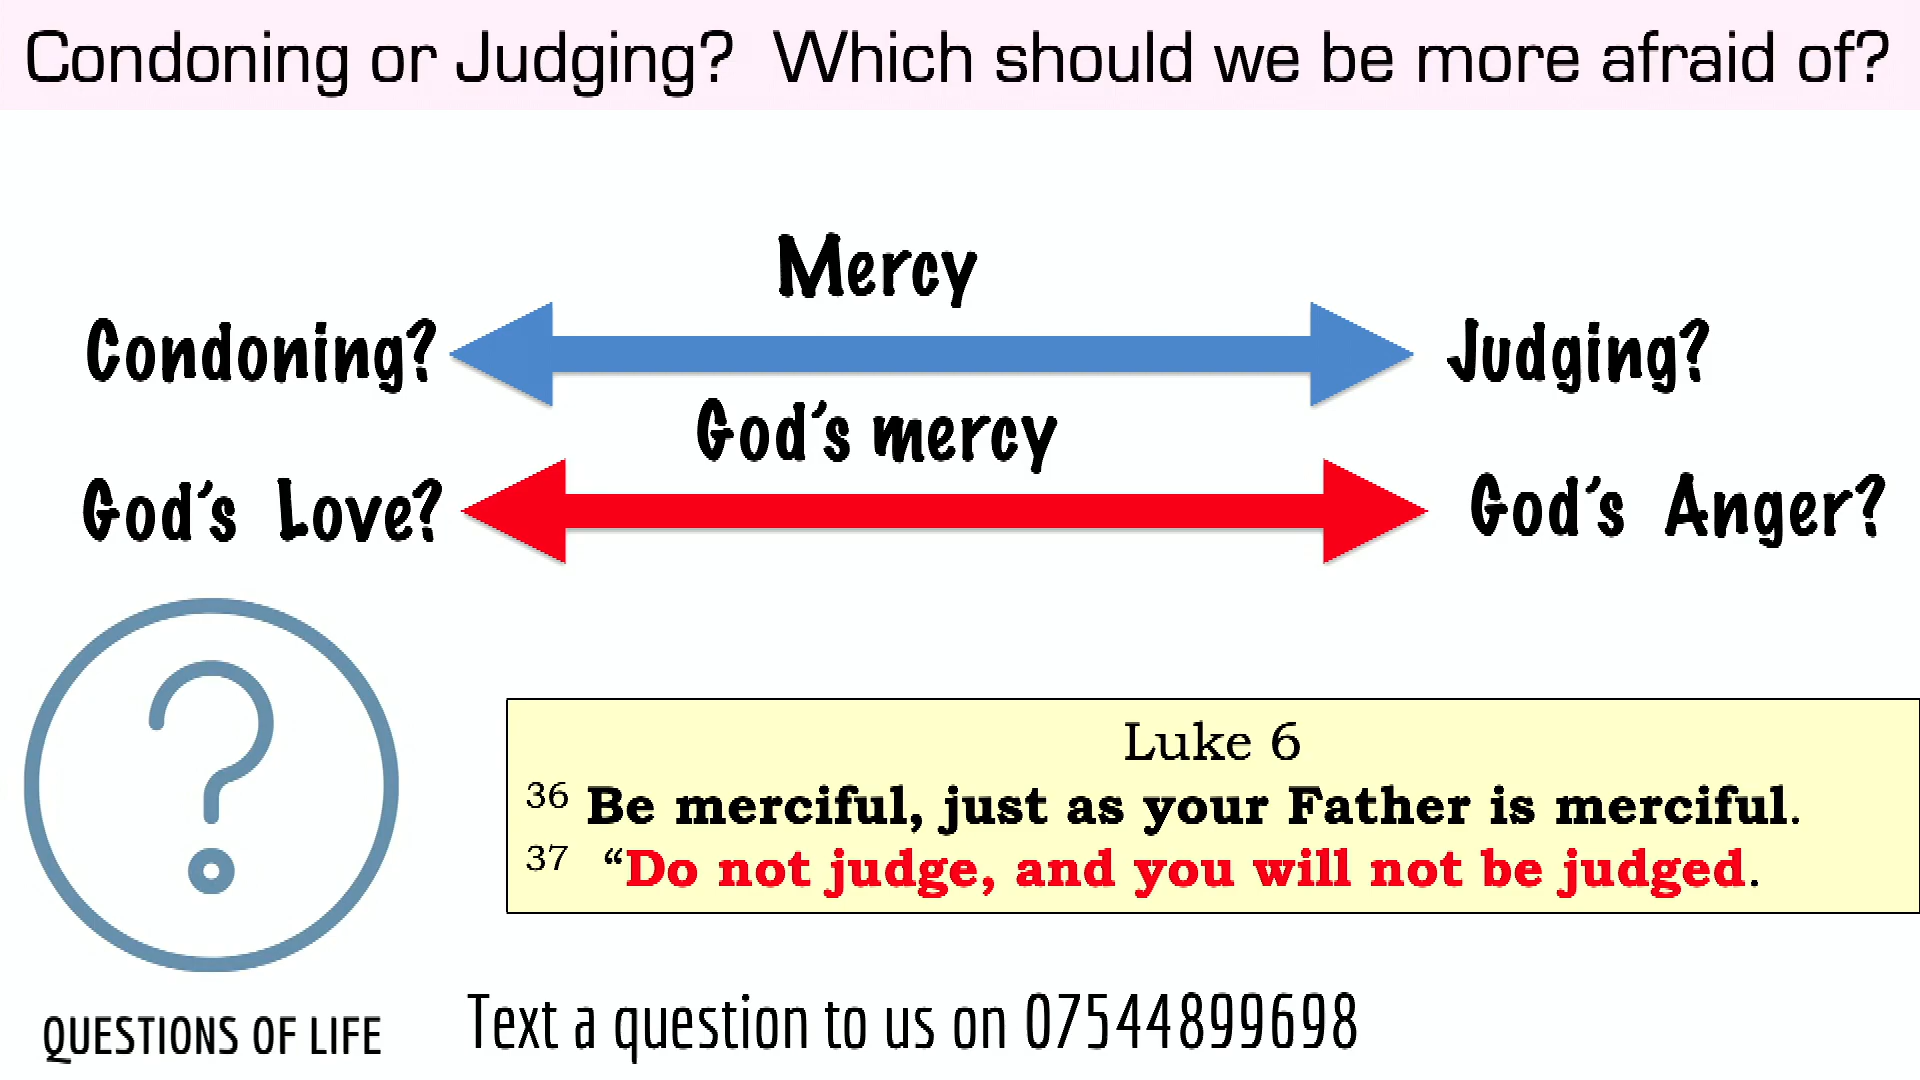 Condoning or Judging?  Which should we be more afraid of?
Mercy
Condoning?
Judging?
God's mercy
God's  Love?
God's  Anger?
Luke 6
36 Be merciful, just as your Father is merciful.
37 “Do not judge, and you will not be judged.
QUESTIONS OF LIFE
Text a question to us on 07544899698